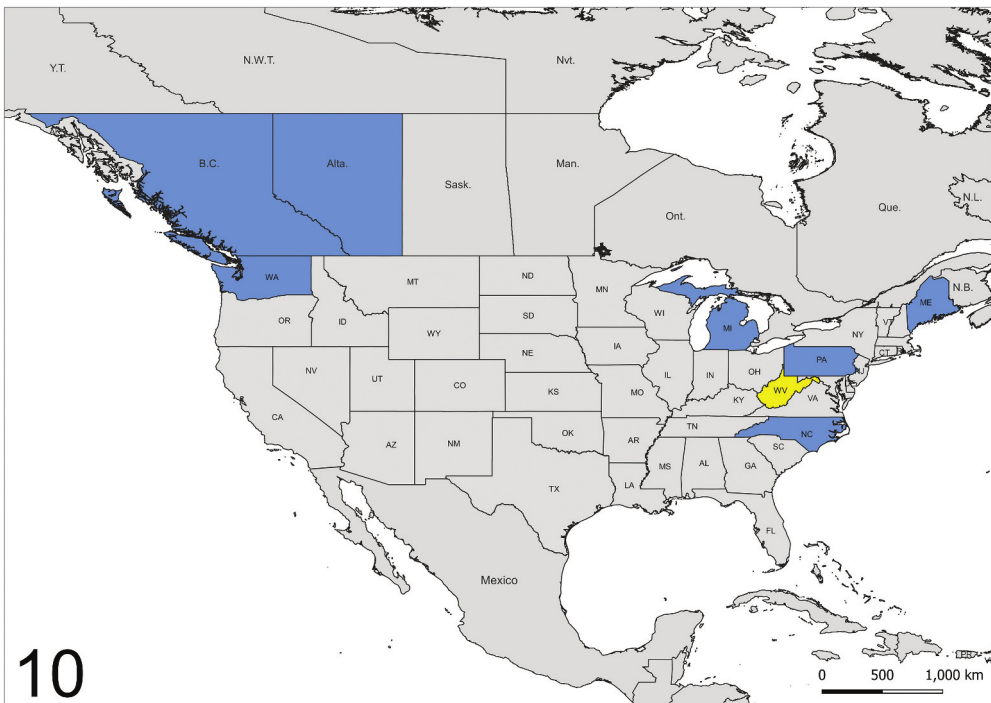 Y.T.
N.W.T.
Nvt.
B.C.
Alta.
Sask.
Man.
Ont.
Que.
N.L.
WA
MT
ND
MN
ME
N.B.
OR
ID
SD
WI
MI
NY
VT
WY
IA
PA
CT
NV
NE
IL
IN
OH
NJ
UT
CO
KS
MO
KY
WV
VA
CA
AZ
NM
OK
AR
TN
NC
SC
TX
LA
MS
AL
GA
FL
Mexico
PR
10
0 500 1,000 km